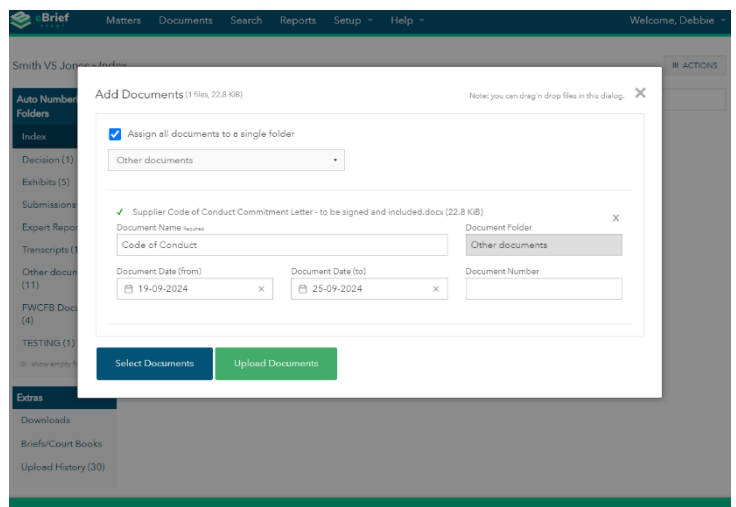 eBrief
READY
Matters Documents Search Reports Setup Help Welcome, Debbie
Smith VS Jones - Index
ACTIONS
Auto Number
Folders
Index
Decision (1)
Exhibits (5)
Submissions
Expert Repor
Transcripts (1
Other docum
(11)
FWCFB Doc
(4)
TESTING (1)
show empty f
Extras
Downloads
Briefs/Court Books
Upload History (30)
Add Documents (1 files, 22.8 KiB)
Note: you can drag'n drop files in this dialog.
Assign all documents to a single folder
Other documents
Supplier Code of Conduct Commitment Letter - to be signed and included.docx (22.8 KiB)
X
Document Name Required
Document Folder
Code of Conduct
Other documents
Document Date (from)
Document Date (to)
Document Number
19-09-2024
25-09-2024
Select Documents
Upload Documents